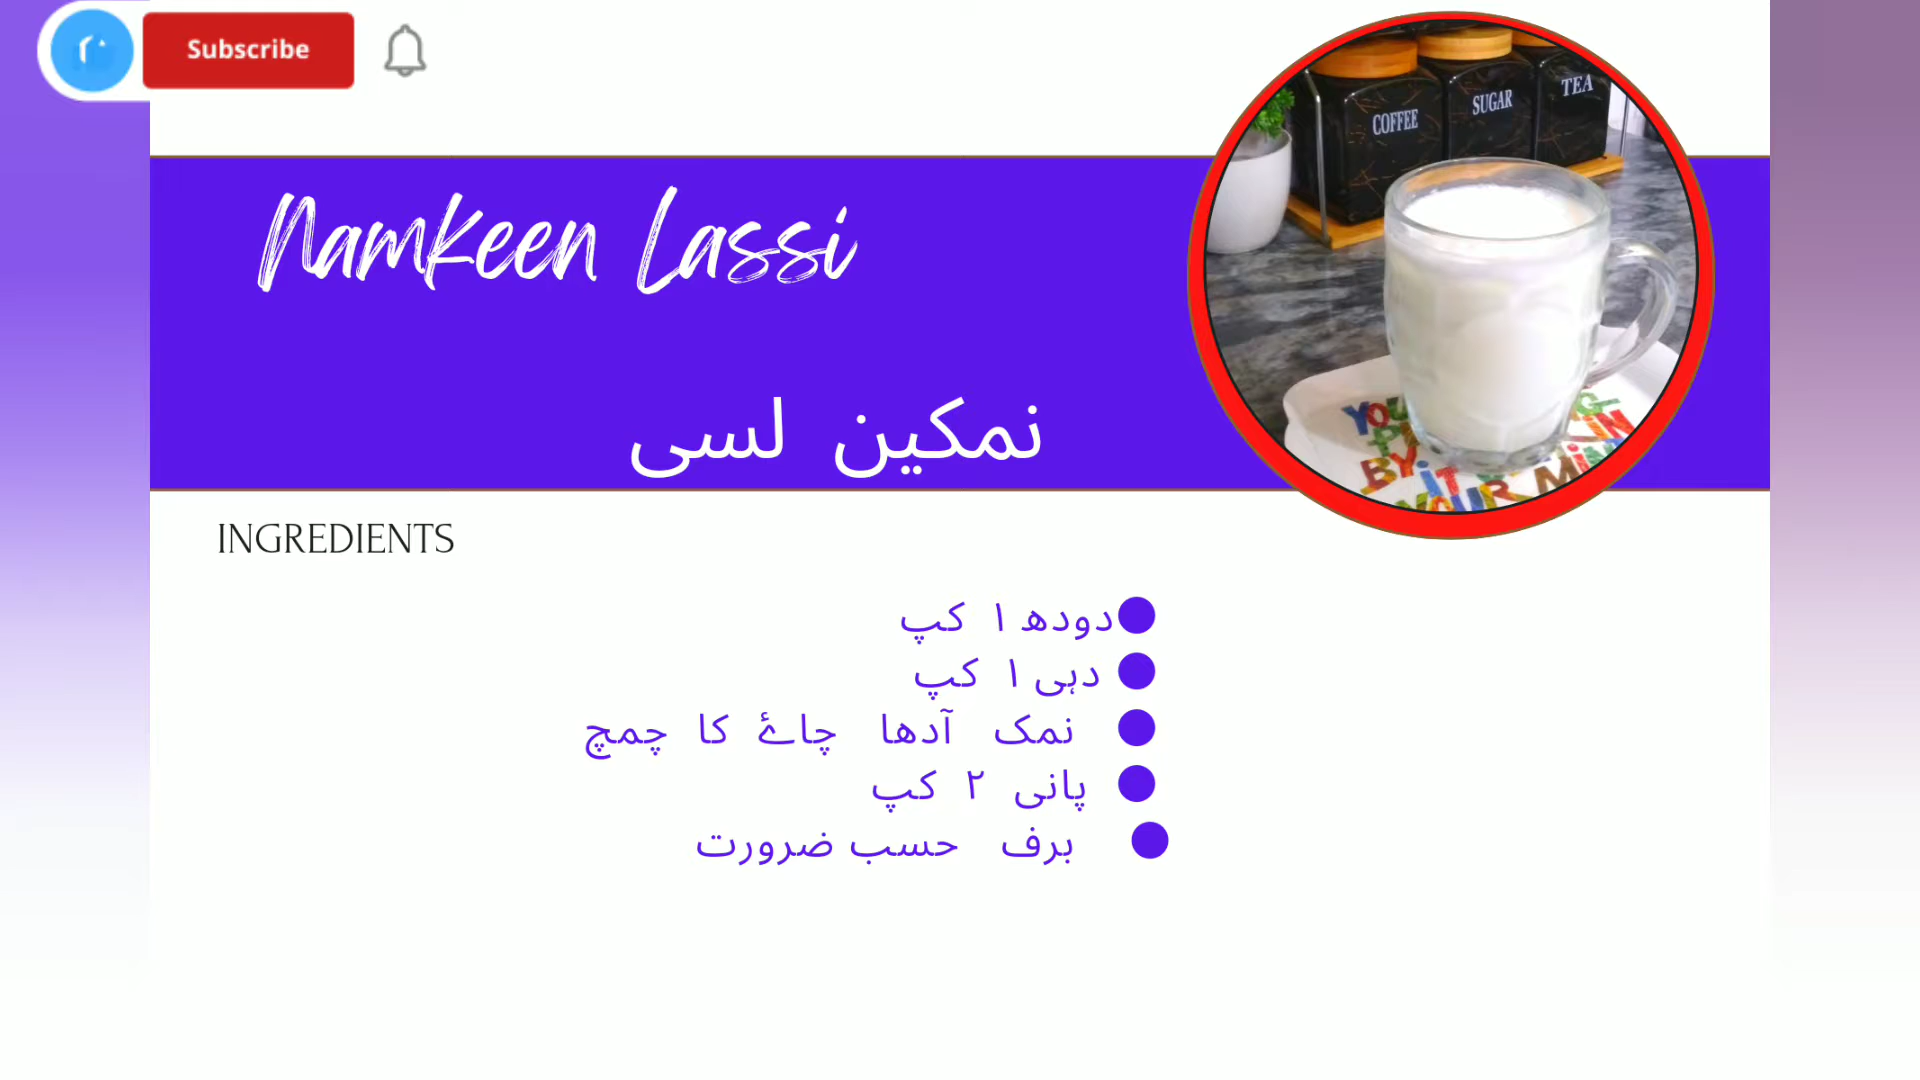 Subscribe
COFFEE
SUGAR
TEA
Namkeen Lassi
نمکین لسی
INGREDIENTS
دودھ ۱ کپ
دہی ۱ کپ
نمک آدھا چائے کا چمچ
پانی ۲ کپ
برف حسب ضرورت